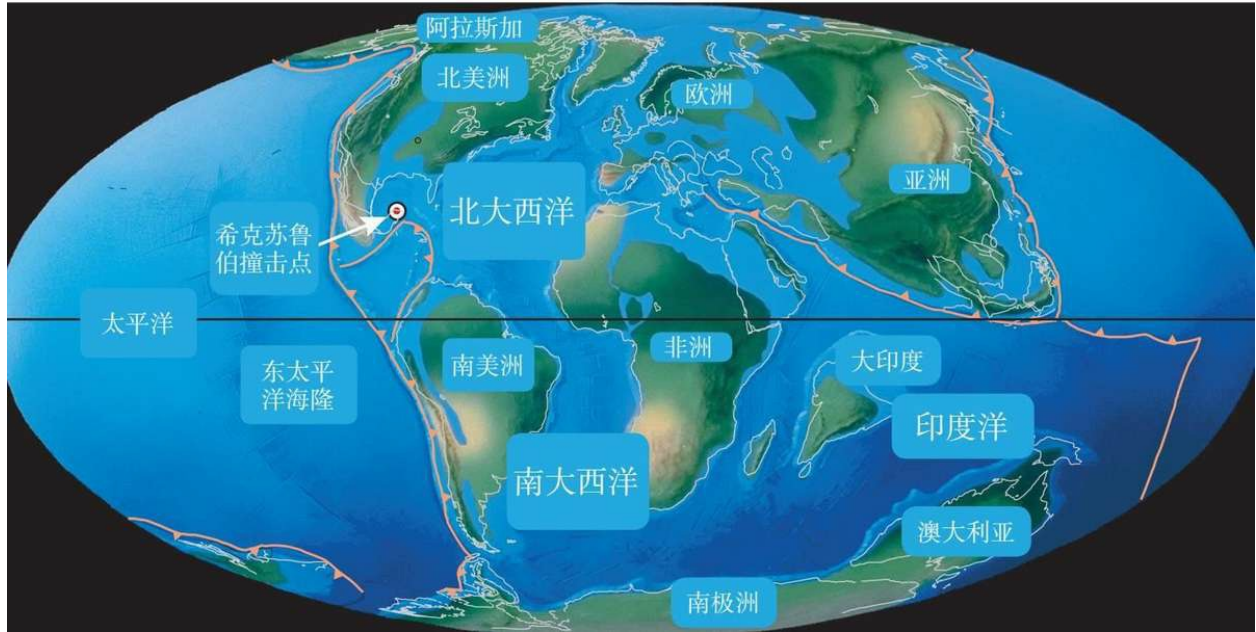 阿拉斯加
北美洲
欧洲
亚洲
北大西洋
希克苏鲁
伯撞击点
太平洋
东太平
洋海隆
南美洲
非洲
大印度
印度洋
南大西洋
澳大利亚
南极洲